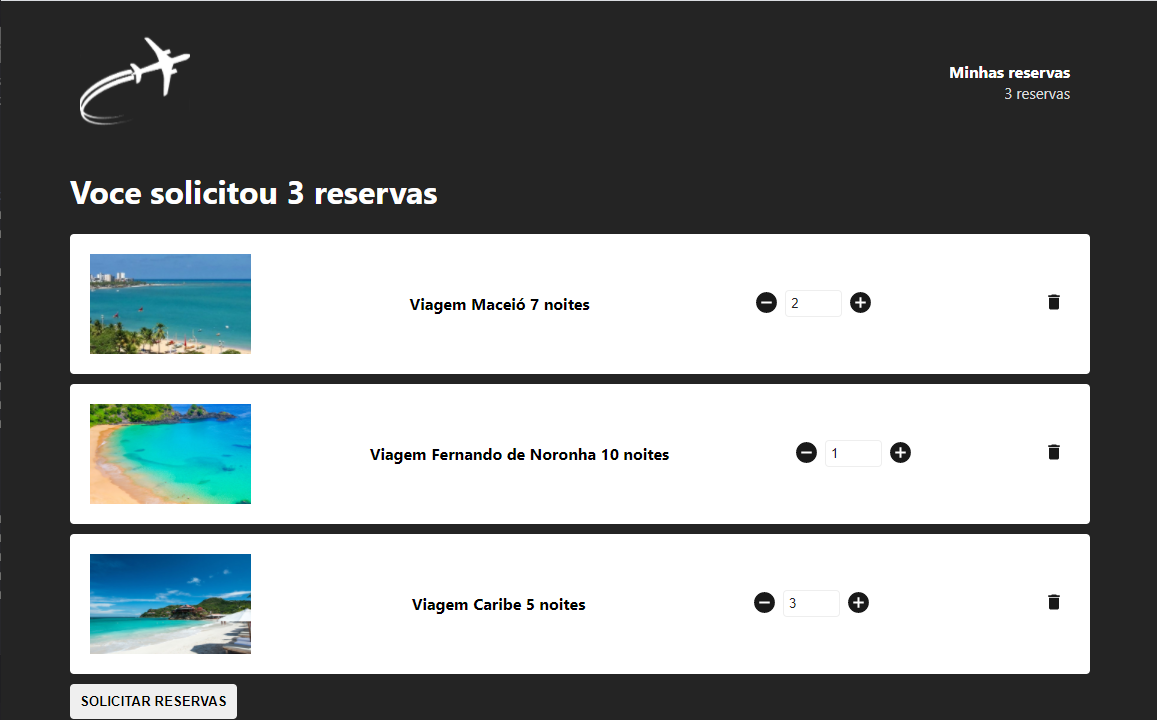 Minhas reservas
3 reservas
Voce solicitou 3 reservas
Viagem Maceió 7 noites
2
Viagem Fernando de Noronha 10 noites
1
Viagem Caribe 5 noites
3
SOLICITAR RESERVAS